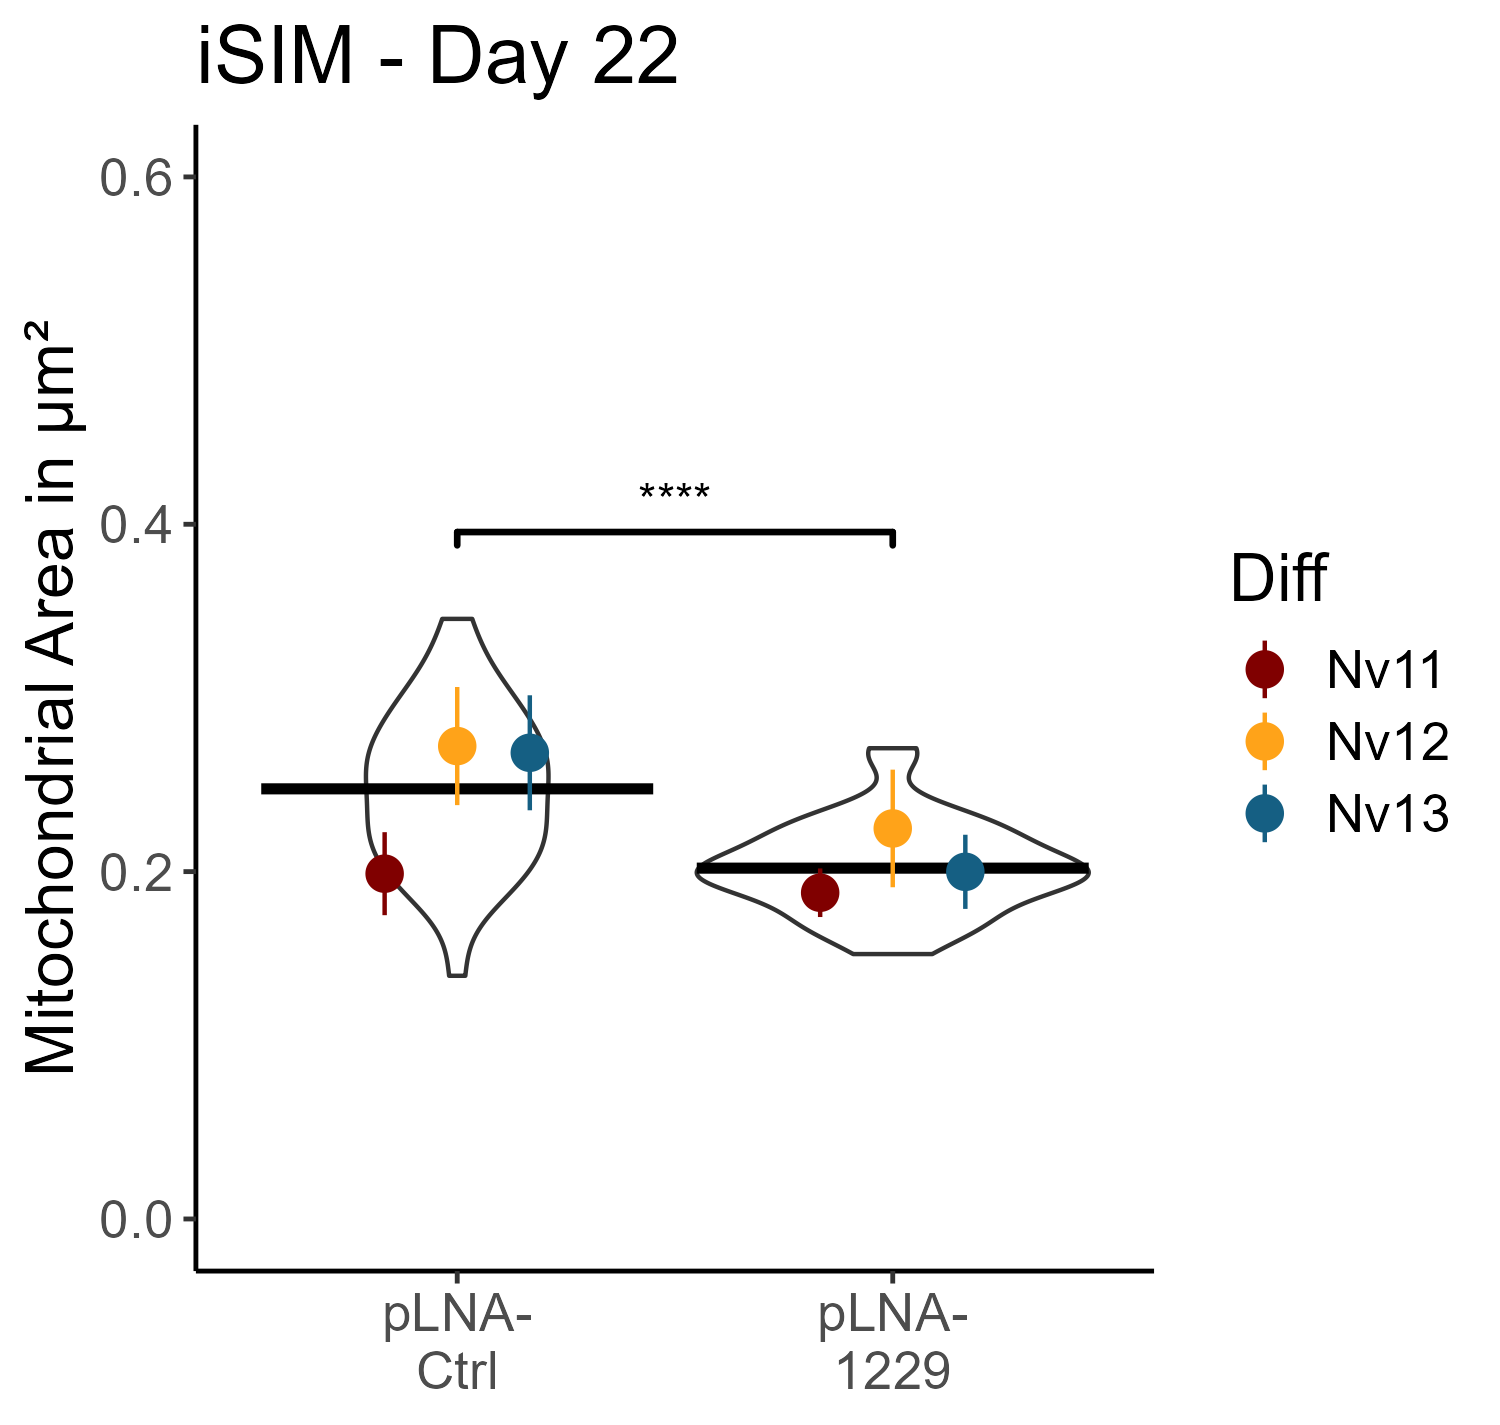 iSIM - Day 22
Mitochondrial Area in µm²
0.6
0.4
0.2
0.0
****
pLNA-
Ctrl
pLNA-
1229
Diff
Nv11
Nv12
Nv13